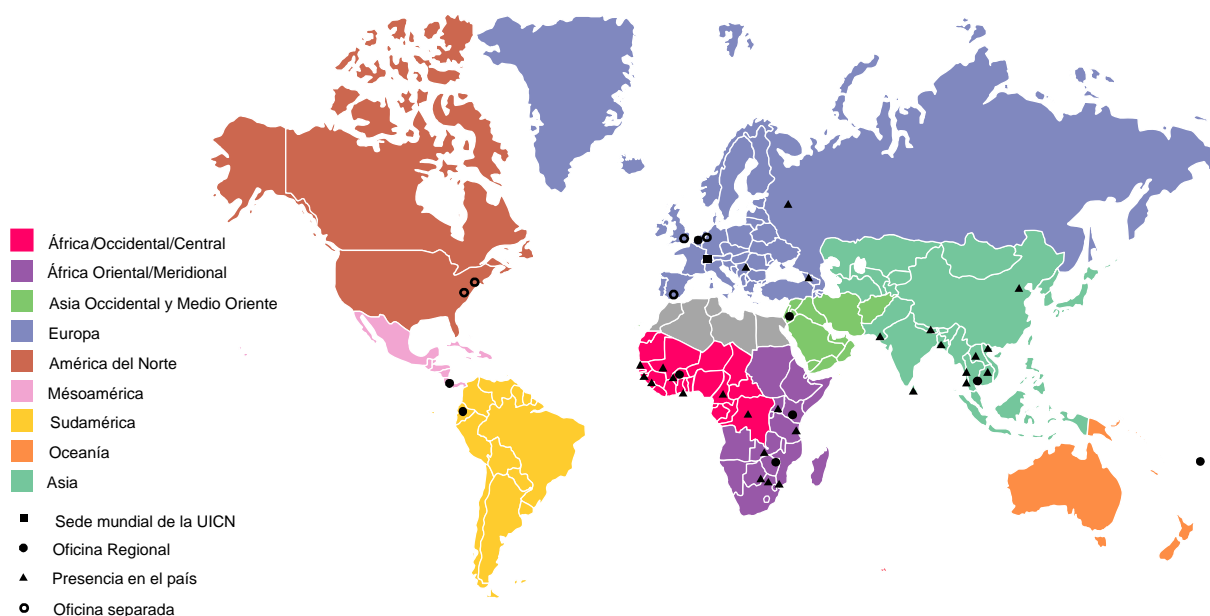 África/Occidental/Central
África Oriental/Meridional
Asia Occidental y Medio Oriente
Europa
América del Norte
Mésoamérica
Sudamérica
Oceanía
Asia
Sede mundial de la UICN
Oficina Regional
Presencia en el país
Oficina separada